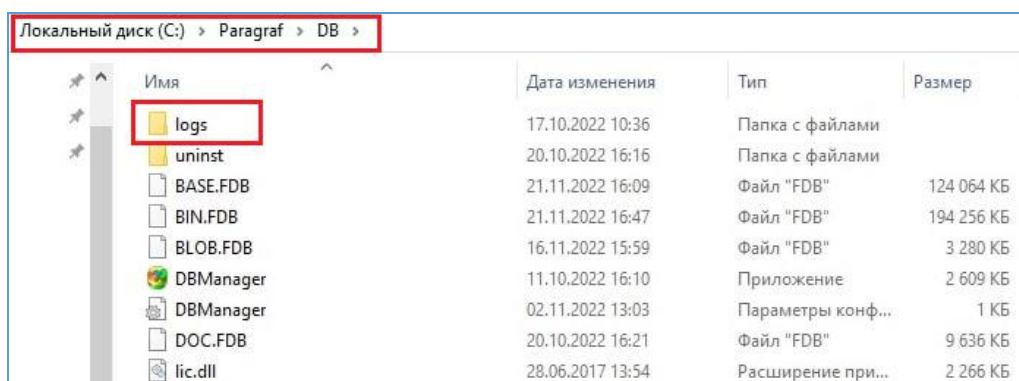 Локальный диск (C:) > Paragraf > DB >
Имя Дата изменения Тип Размер
logs 17.10.2022 10:36 Папка с файлами
uninst 20.10.2022 16:16 Папка с файлами
BASE.FDB 21.11.2022 16:09 Файл "FDB" 124 064 КБ
BIN.FDB 21.11.2022 16:47 Файл "FDB" 194 256 КБ
BLOB.FDB 16.11.2022 15:59 Файл "FDB" 3 280 КБ
DBManager 11.10.2022 16:10 Приложение 2 609 КБ
DBManager 02.11.2022 13:03 Параметры конф... 1 КБ
DOC.FDB 20.10.2022 16:21 Файл "FDB" 9 636 КБ
lic.dll 28.06.2017 13:54 Расширение при... 2 266 КБ